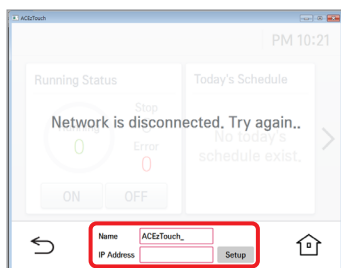 ACEzTouch
PM 10:21
Running Status
Today's Schedule
Stop
Network is disconnected, Try again..
0
Error
0
No today's
schedule exist.
ON
OFF
Name
ACEzTouch_
IP Address
Setup